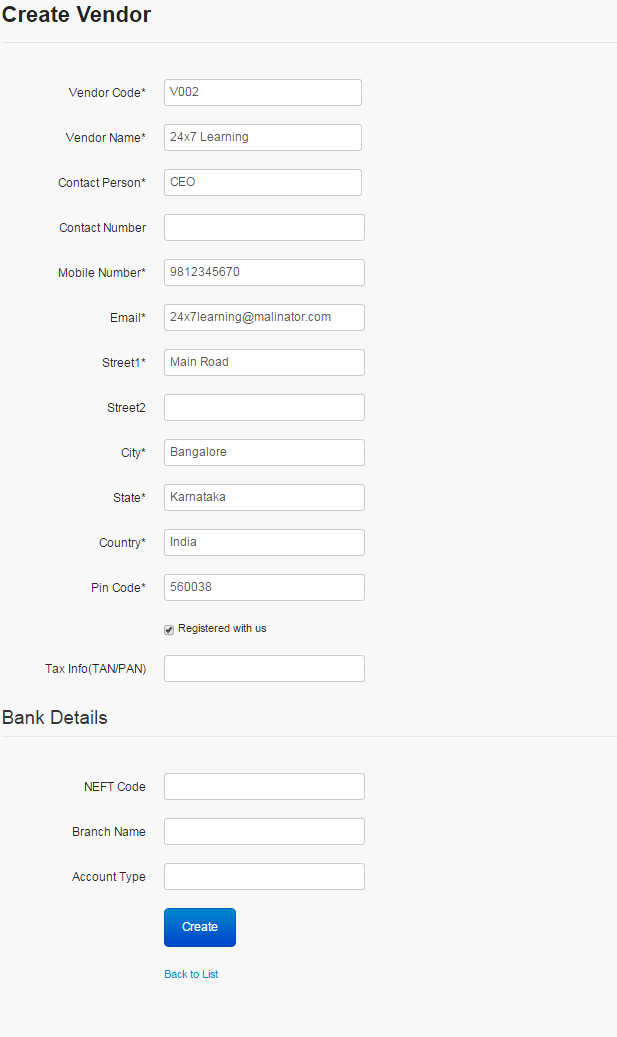 Create Vendor
Vendor Code* V002
Vendor Name* 24x7 Learning
Contact Person* CEO
Contact Number
Mobile Number* 9812345670
Email* 24x7learning@malinator.com
Street1* Main Road
Street2
City* Bangalore
State* Karnataka
Country* India
Pin Code* 560038
Registered with us
Tax Info(TAN/PAN)
Bank Details
NEFT Code
Branch Name
Account Type
Create
Back to List